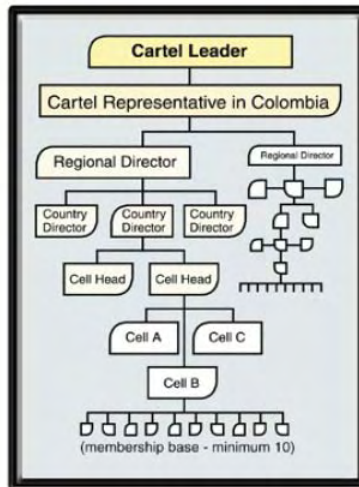 Cartel Leader
Cartel Representative in Colombia
Regional Director
Regional Director
Country
Director
Country
Director
Country
Director
Cell Head
Cell Head
Cell A
Cell C
Cell B
(membership base - minimum 10)